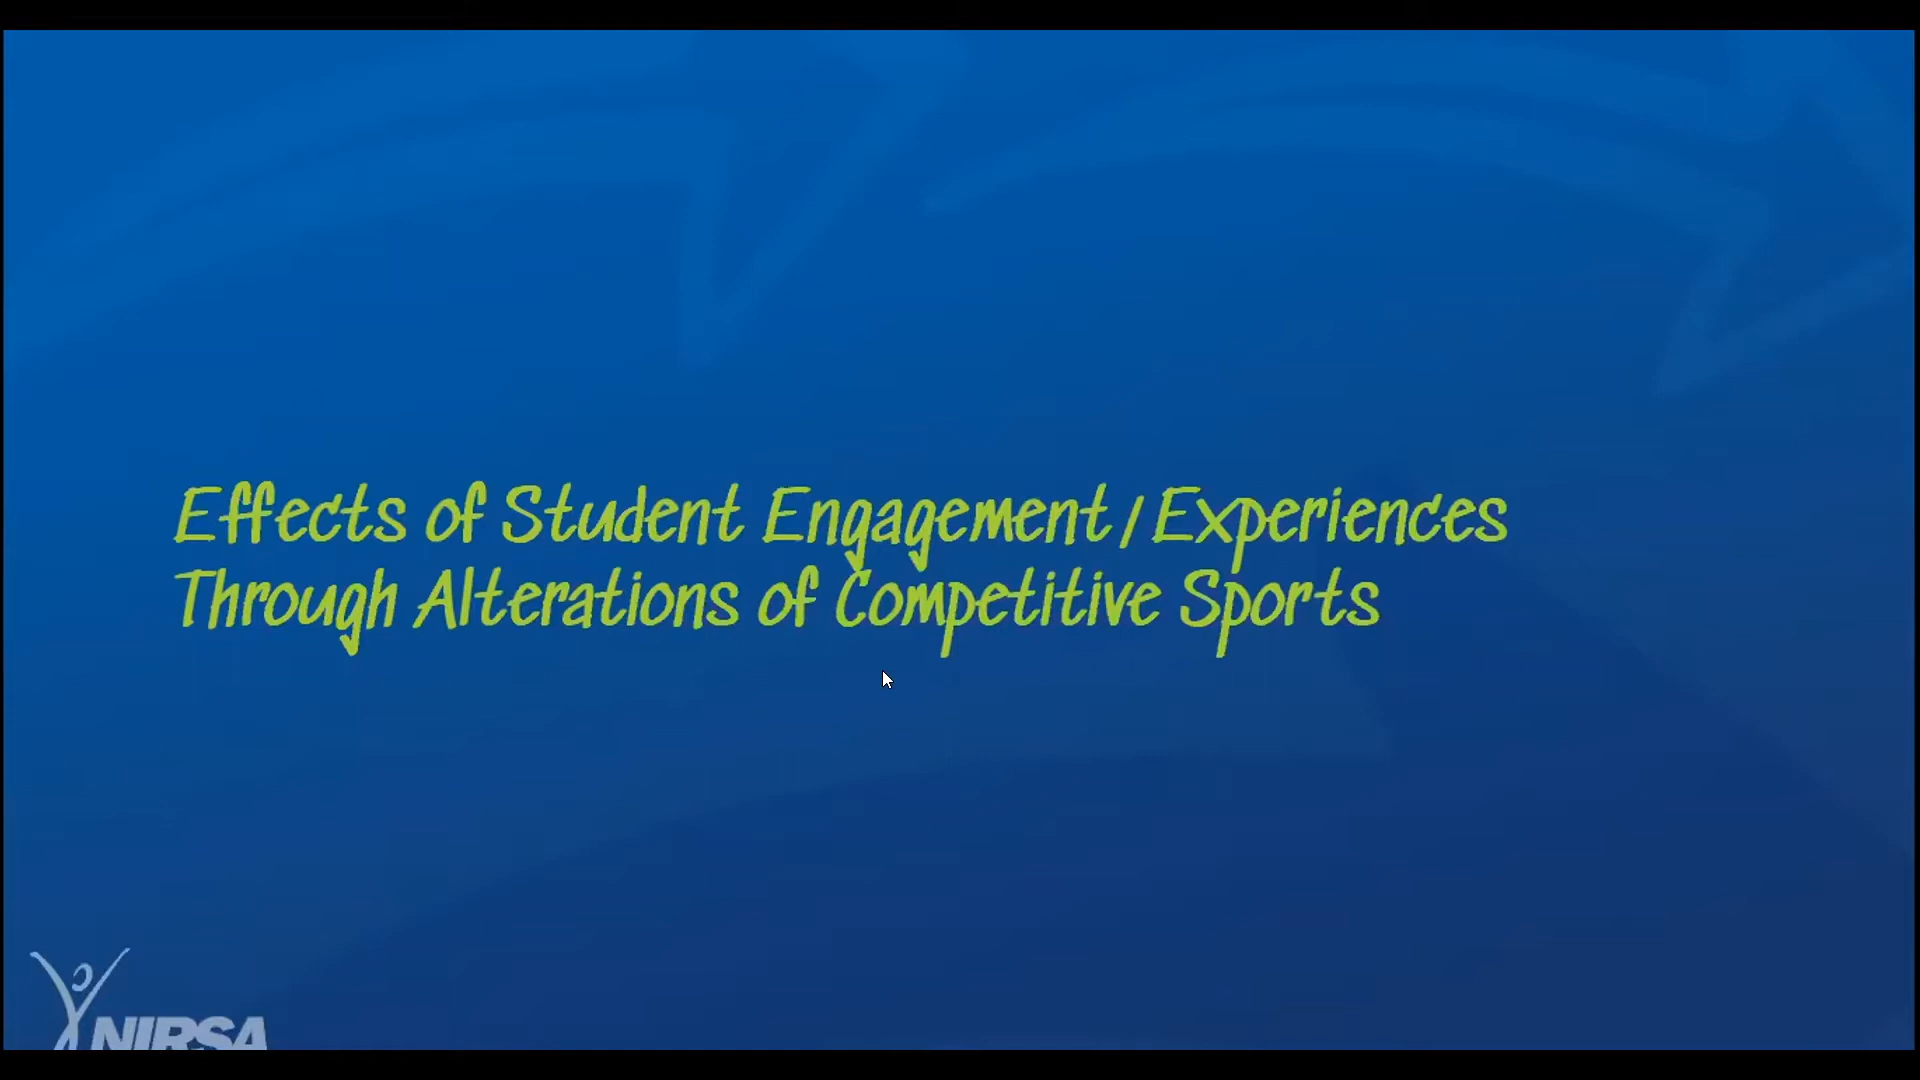 Effects of Student Engagement/Experiences
Through Alterations of Competitive Sports
NIRSA